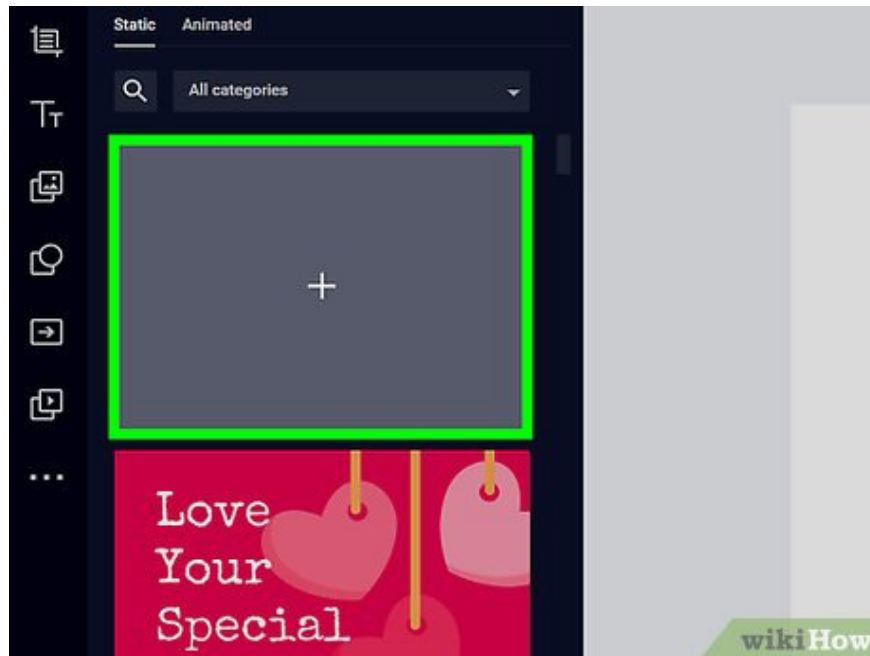 Static Animated
All categories
Love
Your
Special
wikiHow